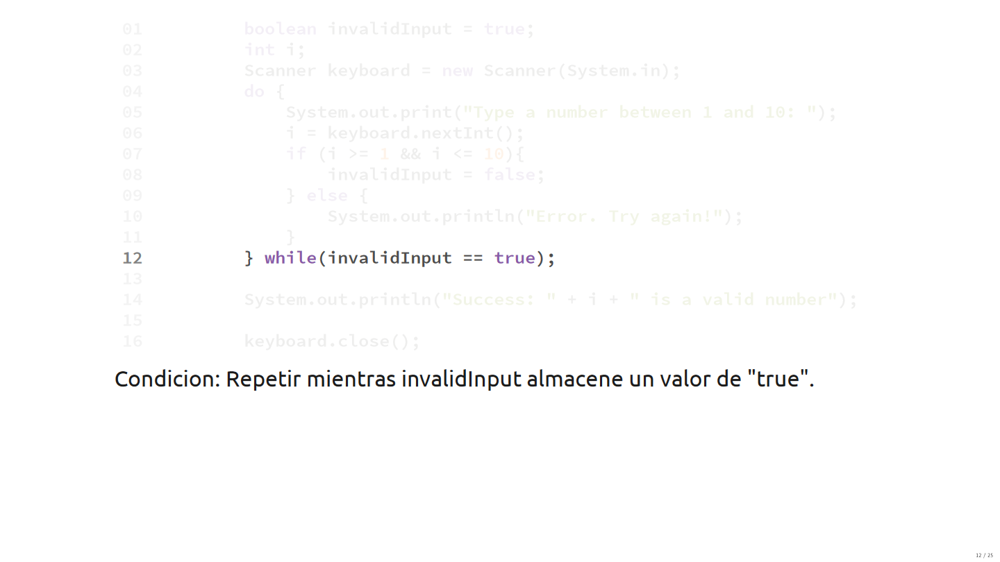 01 boolean invalidInput = true;
02 int i;
03 Scanner keyboard = new Scanner(System.in);
04 do {
05 System.out.print("Type a number between 1 and 10: ");
06 i = keyboard.nextInt();
07 if (i >= 1 && i <= 10){
08 invalidInput = false;
09 } else {
10 System.out.println("Error. Try again!");
11 }
12 } while(invalidInput == true);
13
14 System.out.println("Success: " + i + " is a valid number");
15
16 keyboard.close();
Condicion: Repetir mientras invalidInput almacene un valor de "true".
12 / 25